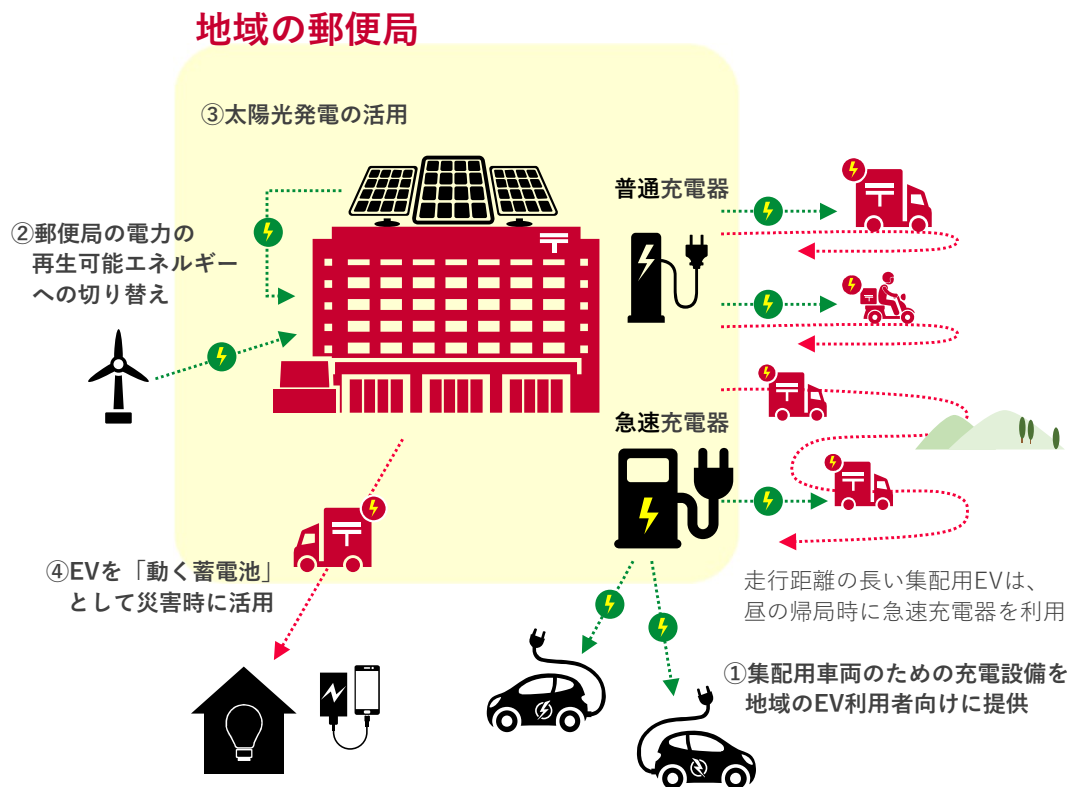 地域の郵便局
③太陽光発電の活用
普通充電器
②郵便局の電力の
再生可能エネルギー
への切り替え
急速充電器
④EVを「動く蓄電池」
として災害時に活用
走行距離の長い集配用EVは、
昼の帰局時に急速充電器を利用
①集配用車両のための充電設備を
地域のEV利用者向けに提供